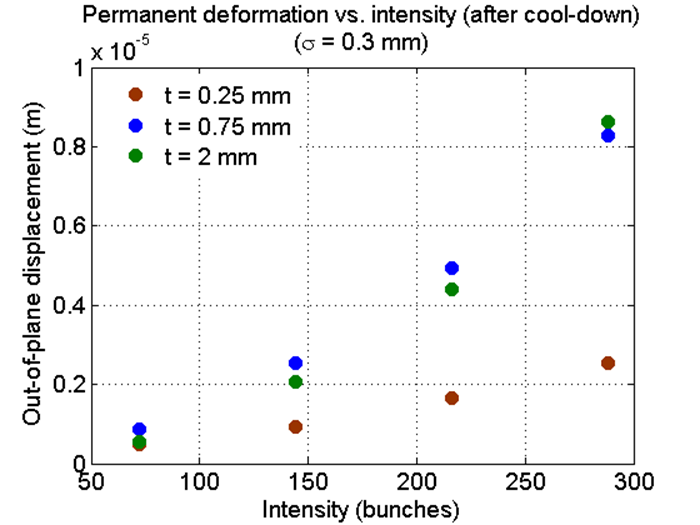 Permanent deformation vs. intensity (after cool-down)
(σ = 0.3 mm)
x 10⁻⁵
1
0.8
0.6
0.4
0.2
0
t = 0.25 mm
t = 0.75 mm
t = 2 mm
Out-of-plane displacement (m)
50 100 150 200 250 300
Intensity (bunches)